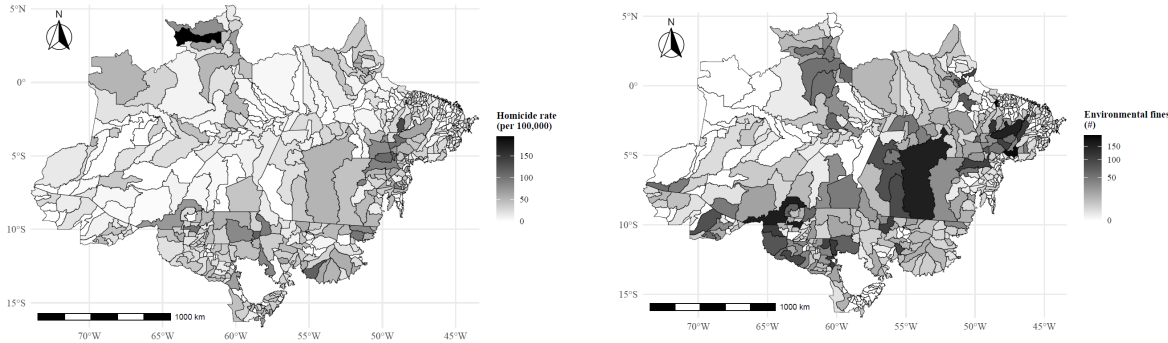 5°N
0°
5°S
10°S
15°S
N
1000 km
70°W
65°W
60°W
55°W
50°W
45°W
Homicide rate
(per 100,000)
150
100
50
0
5°N
0°
5°S
10°S
15°S
N
1000 km
70°W
65°W
60°W
55°W
50°W
45°W
Environmental fines
(#)
150
100
50
0